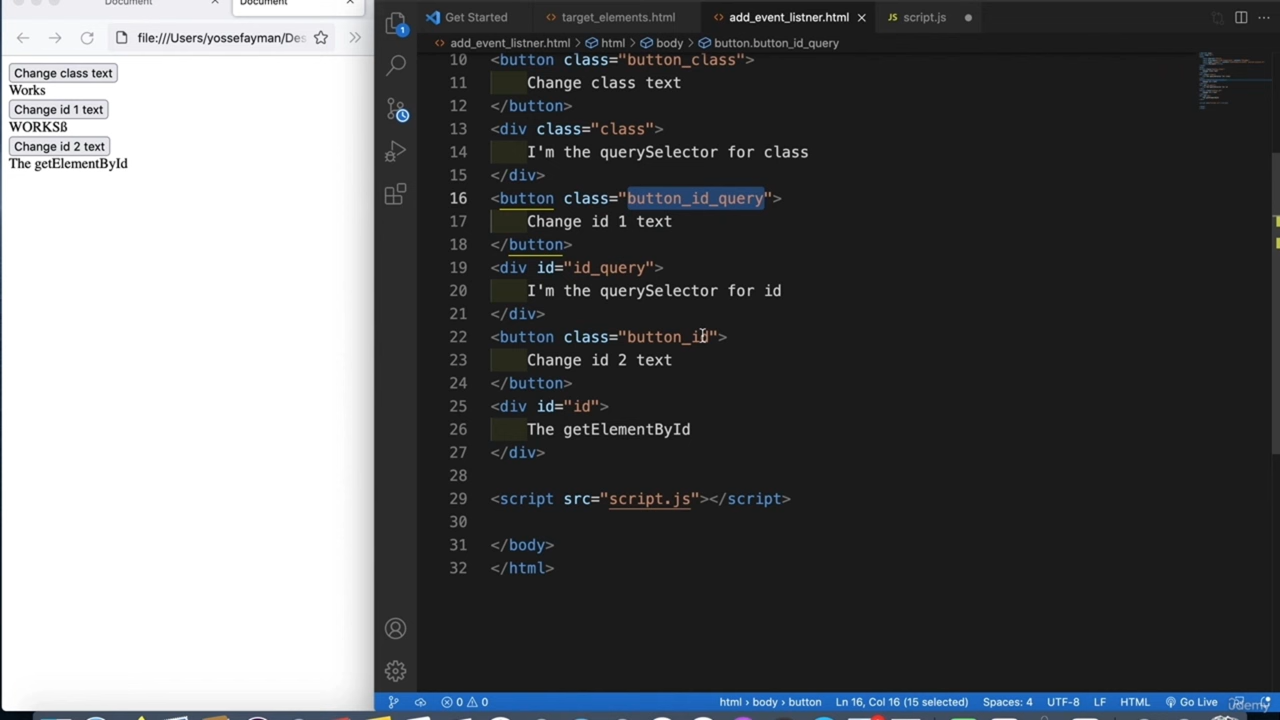 Document
Document
file:///Users/yossefayman/Des
Change class text
Works
Change id 1 text
WORKSß
Change id 2 text
The getElementById
Get Started
target_elements.html
add_event_listner.html
JS script.js
add_event_listner.html > html > body > button.button_id_query
10 <button class="button_class">
11 Change class text
12 </button>
13 <div class="class">
14 I'm the querySelector for class
15 </div>
16 <button class="button_id_query">
17 Change id 1 text
18 </button>
19 <div id="id_query">
20 I'm the querySelector for id
21 </div>
22 <button class="button_id">
23 Change id 2 text
24 </button>
25 <div id="id">
26 The getElementById
27 </div>
28
29 <script src="script.js"></script>
30
31 </body>
32 </html>
1
0 0
html > body > button
Ln 16, Col 16 (15 selected)
Spaces: 4
UTF-8
LF
HTML
Go Live
Udemy